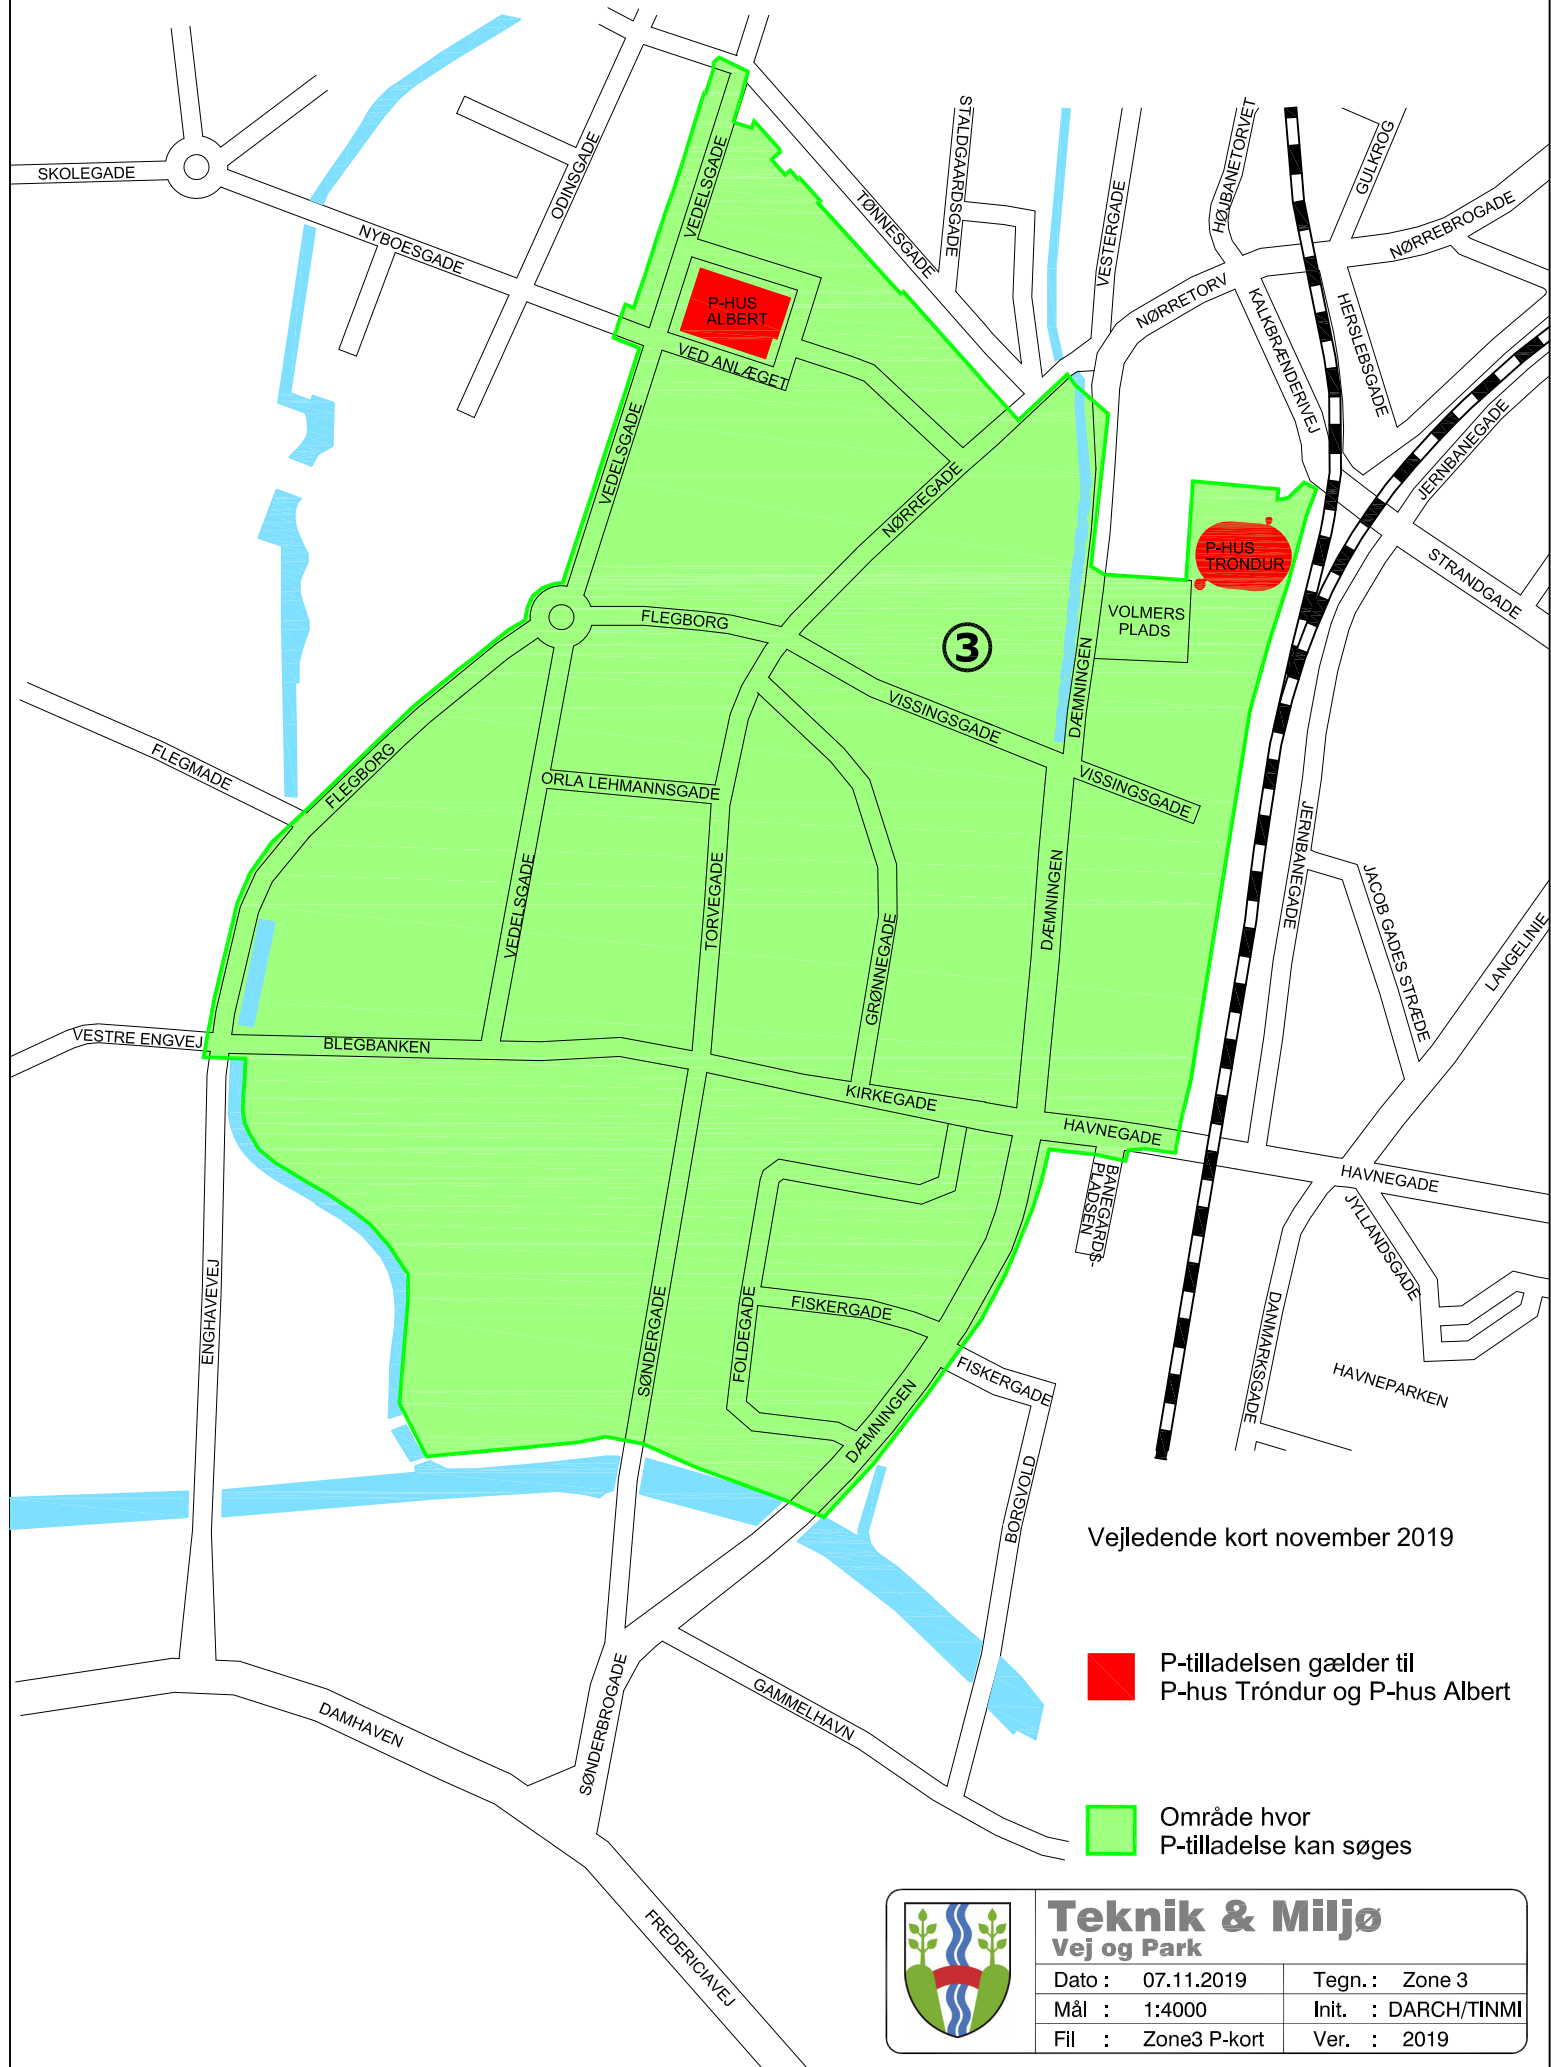 SKOLEGADE
NYBOESGADE
ODINSGADE
VEDELSGADE
TØNNESGADE
STALDGAARDSGADE
VESTERGADE
HØJBANETORVET
GULKROG
NØRREBROGADE
NØRRETORV
KALKBRÆNDERIVEJ
HERSLEBSGADE
JERNBANEGADE
STRANDGADE
P-HUS
ALBERT
VED ANLÆGET
VEDELSGADE
NØRREGADE
P-HUS
TRONDUR
VOLMERS
PLADS
FLEGBORG
3
DÆMNINGEN
VISSINGSGADE
VISSINGSGADE
FLEGMADE
FLEGBORG
ORLA LEHMANNSGADE
VEDELSGADE
TORVEGADE
GRØNNEGADE
DÆMNINGEN
JERNBANEGADE
JACOB GADES STRÆDE
LANGELINIE
VESTRE ENGVEJ
BLEGBANKEN
KIRKEGADE
HAVNEGADE
BANEGARDS-
PLADSEN
HAVNEGADE
JYLLANDSGADE
ENGHAVEVEJ
SØNDERGADE
FOLDEGADE
FISKERGADE
DÆMNINGEN
FISKERGADE
DANMARKSGADE
HAVNEPARKEN
BORGVOLD
Vejledende kort november 2019
P-tilladelsen gælder til
P-hus Tróndur og P-hus Albert
DAMHAVEN
SØNDERBROGADE
GAMMELHAVN
Område hvor
P-tilladelse kan søges
FREDERICIAVEJ
Teknik & Miljø
Vej og Park
Dato : 07.11.2019 Tegn. : Zone 3
Mål : 1:4000 Init. : DARCH/TINMI
Fil : Zone3 P-kort Ver. : 2019